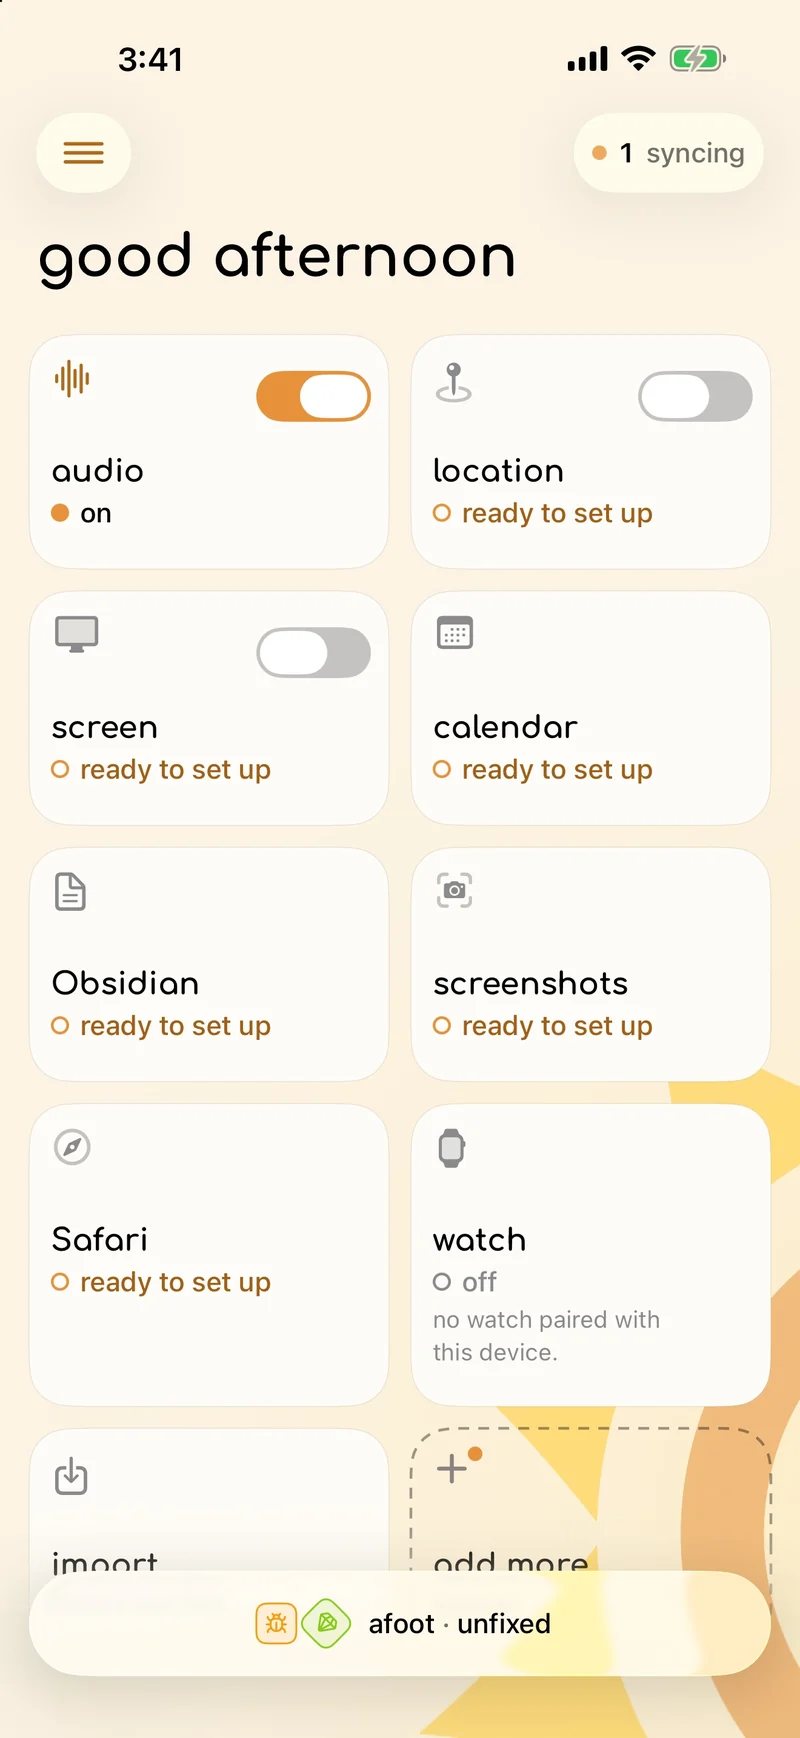 3:41
1 syncing
good afternoon
audio
on
location
ready to set up
screen
ready to set up
calendar
ready to set up
Obsidian
ready to set up
screenshots
ready to set up
Safari
ready to set up
watch
off
no watch paired with
this device.
import
add more
afoot · unfixed